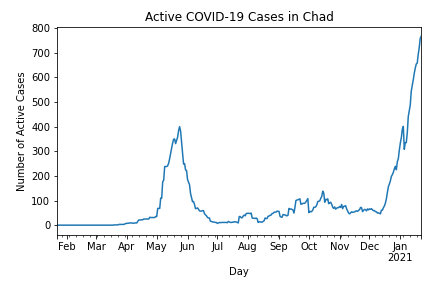 Active COVID-19 Cases in Chad
800
700
600
500
400
300
200
100
0
Number of Active Cases
Feb Mar Apr May Jun Jul Aug Sep Oct Nov Dec Jan
2021
Day